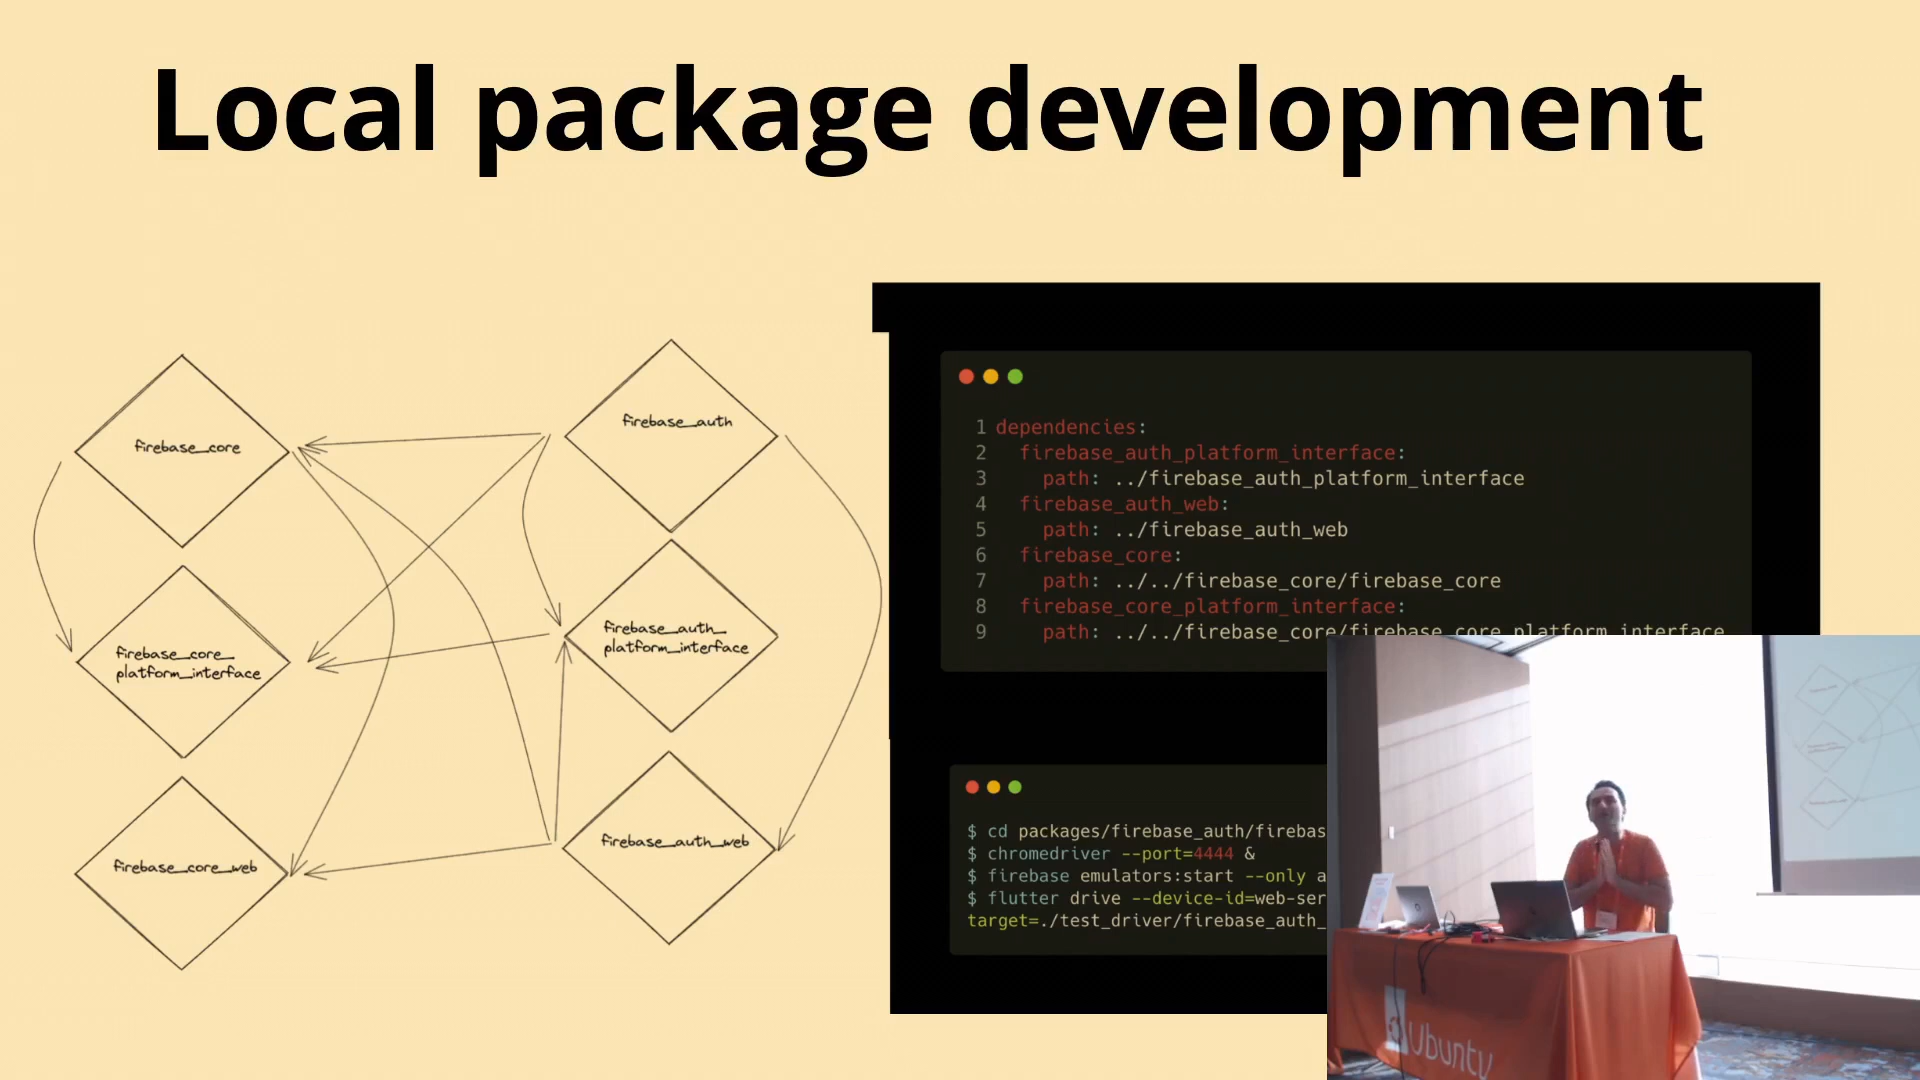 Local package development
firebase_core
firebase_auth
firebase_core_
platform_interface
firebase_auth_
platform_interface
firebase_core_web
firebase_auth_web
1 dependencies:
2 firebase_auth_platform_interface:
3 path: ../firebase_auth_platform_interface
4 firebase_auth_web:
5 path: ../firebase_auth_web
6 firebase_core:
7 path: ../../firebase_core/firebase_core
8 firebase_core_platform_interface:
9 path: ../../firebase_core/firebase_core_platform_interface
$ cd packages/firebase_auth/firebas
$ chromedriver --port=4444 &
$ firebase emulators:start --only a
$ flutter drive --device-id=web-ser
target=./test_driver/firebase_auth_
Ubuntu